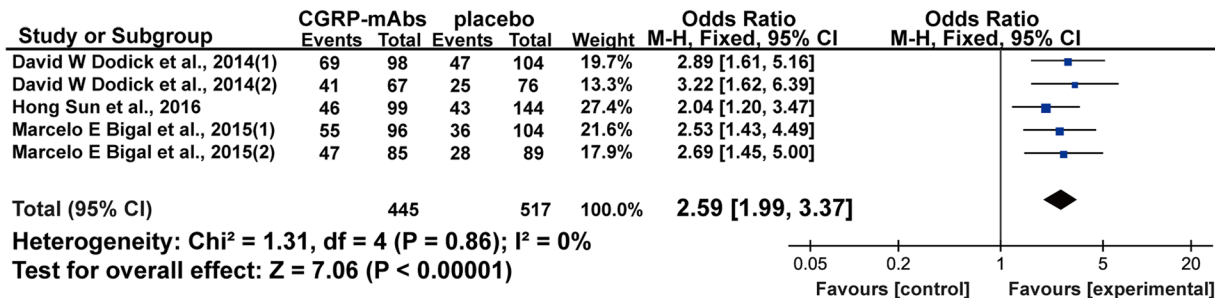 CGRP-mAbs placebo Odds Ratio Odds Ratio
Study or Subgroup Events Total Events Total Weight M-H, Fixed, 95% CI M-H, Fixed, 95% CI
David W Dodick et al., 2014(1) 69 98 47 104 19.7% 2.89 [1.61, 5.16]
David W Dodick et al., 2014(2) 41 67 25 76 13.3% 3.22 [1.62, 6.39]
Hong Sun et al., 2016 46 99 43 144 27.4% 2.04 [1.20, 3.47]
Marcelo E Bigal et al., 2015(1) 55 96 36 104 21.6% 2.53 [1.43, 4.49]
Marcelo E Bigal et al., 2015(2) 47 85 28 89 17.9% 2.69 [1.45, 5.00]
Total (95% CI) 445 517 100.0% 2.59 [1.99, 3.37]
Heterogeneity: Chi² = 1.31, df = 4 (P = 0.86); I² = 0%
Test for overall effect: Z = 7.06 (P < 0.00001)
0.05 0.2 1 5 20
Favours [control] Favours [experimental]